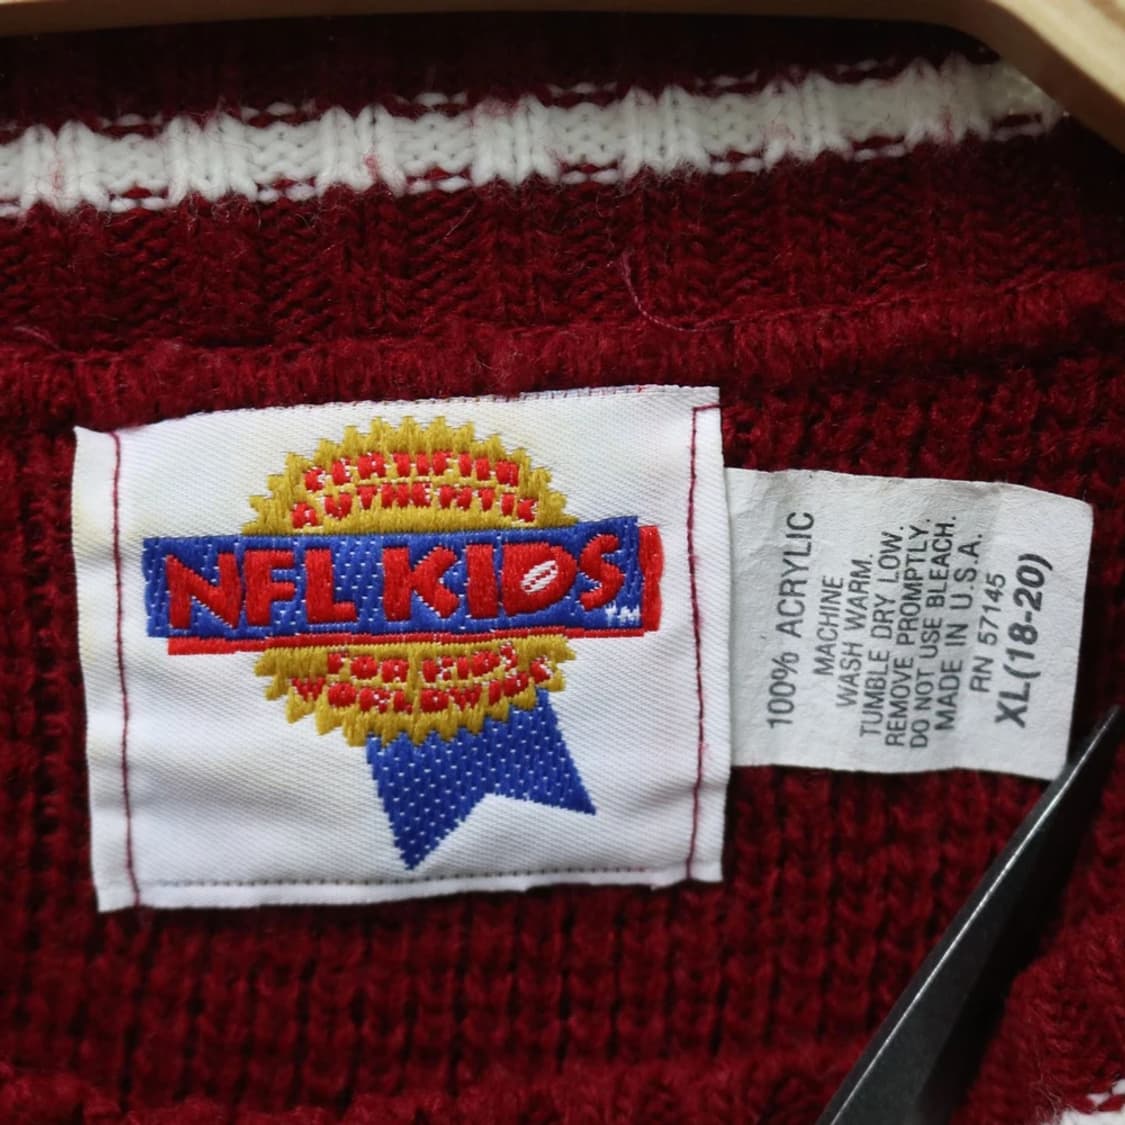 CERTIFIED
AUTHENTIC
NFL KIDS
TM
FOR KIDS
WORLDWIDE
100% ACRYLIC
MACHINE
WASH WARM.
TUMBLE DRY LOW.
REMOVE PROMPTLY.
DO NOT USE BLEACH.
MADE IN U.S.A.
RN 57145
XL(18-20)